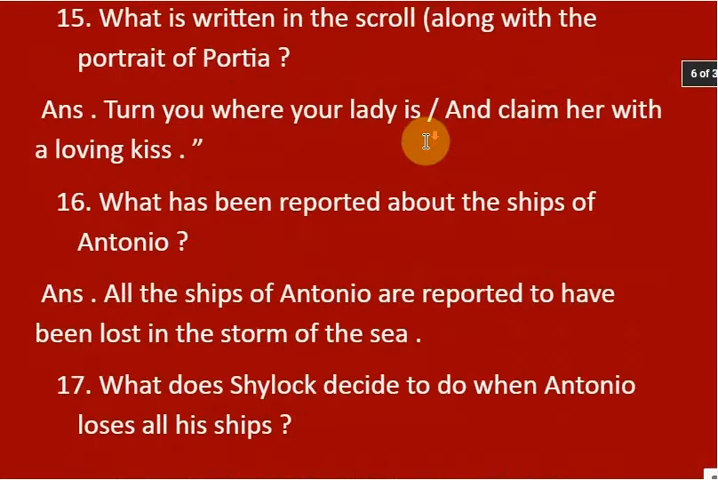 15. What is written in the scroll (along with the
portrait of Portia ?
6 of 3
Ans . Turn you where your lady is / And claim her with
a loving kiss . ”
16. What has been reported about the ships of
Antonio ?
Ans . All the ships of Antonio are reported to have
been lost in the storm of the sea .
17. What does Shylock decide to do when Antonio
loses all his ships ?